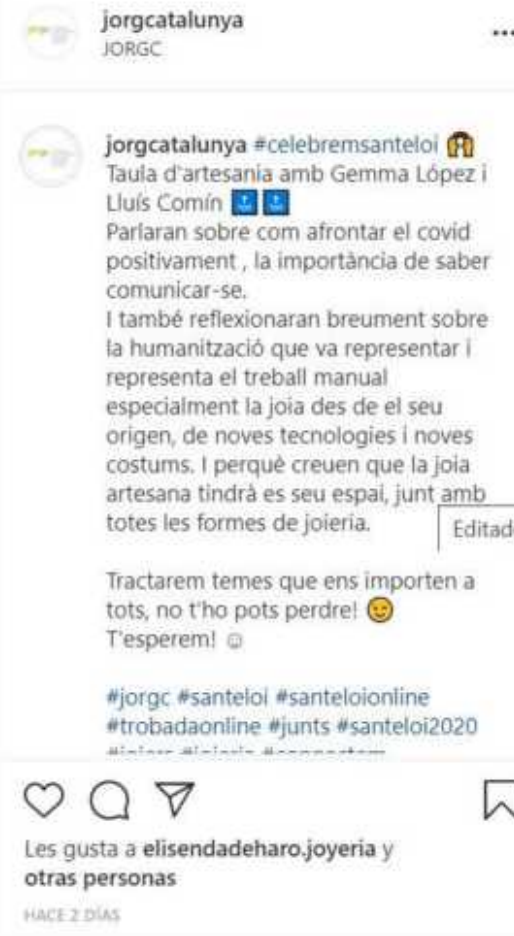 jorgcatalunya
JORGC
jorgcatalunya #celebremsanteloi
Taula d'artesania amb Gemma López i
Lluís Comín
Parlaran sobre com afrontar el covid
positivament , la importància de saber
comunicar-se.
I també reflexionaran breument sobre
la humanització que va representar i
representa el treball manual
especialment la joia des de el seu
origen, de noves tecnologies i noves
costums. I perquè creuen que la joia
artesana tindrà es seu espai, junt amb
totes les formes de joieria.
Editad
Tractarem temes que ens importen a
tots, no t'ho pots perdre!
T'esperem!
#jorgc #santeloi #santeloionline
#trobadaonline #junts #santeloi2020
Les gusta a elisendadeharo.joyeria y
otras personas
HACE 2 DÍAS